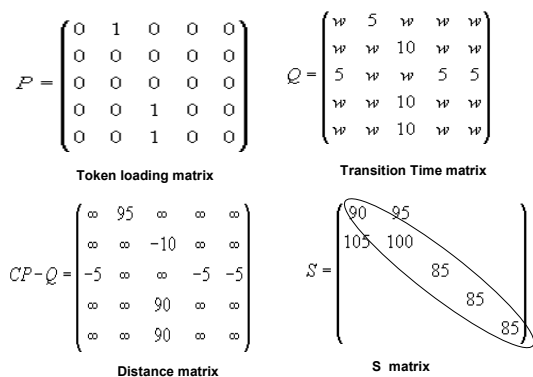 P =
0 1 0 0 0
0 0 0 0 0
0 0 0 0 0
0 0 1 0 0
0 0 1 0 0
Token loading matrix
Q =
w 5 w w w
w w 10 w w
5 w w 5 5
w w 10 w w
w w 10 w w
Transition Time matrix
CP-Q =
∞ 95 ∞ ∞ ∞
∞ ∞ -10 ∞ ∞
-5 ∞ ∞ -5 -5
∞ ∞ 90 ∞ ∞
∞ ∞ 90 ∞ ∞
Distance matrix
S =
90 95
105 100
85
85
85
S matrix